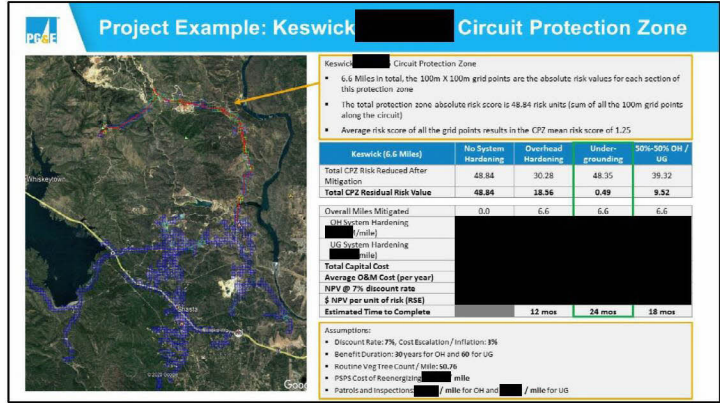 PG&E
Project Example: Keswick Circuit Protection Zone
Keswick Circuit Protection Zone
▪ 6.6 Miles in total, the 100m X 100m grid points are the absolute risk values for each section of
this protection zone
▪ The total protection zone absolute risk score is 48.84 risk units (sum of all the 100m grid points
along the circuit)
▪ Average risk score of all the grid points results in the CPZ mean risk score of 1.25
Keswick (6.6 Miles) No System Hardening Overhead Hardening Under-grounding 50%-50% OH / UG
Total CPZ Risk Reduced After Mitigation 48.84 30.28 48.35 39.32
Total CPZ Residual Risk Value 48.84 18.56 0.49 9.52
Overall Miles Mitigated 0.0 6.6 6.6 6.6
OH System Hardening
/mile)
UG System Hardening
mile)
Total Capital Cost
Average O&M Cost (per year)
NPV @ 7% discount rate
$ NPV per unit of risk (RSE)
Estimated Time to Complete 12 mos 24 mos 18 mos
Assumptions:
▪ Discount Rate: 7%, Cost Escalation / Inflation: 3%
▪ Benefit Duration: 30 years for OH and 60 for UG
▪ Routine Veg Tree Count / Mile: 50.76
▪ PSPS Cost of Reenergizing mile
▪ Patrols and Inspections: / mile for OH and / mile for UG
Whiskeytown
Shasta
Goog